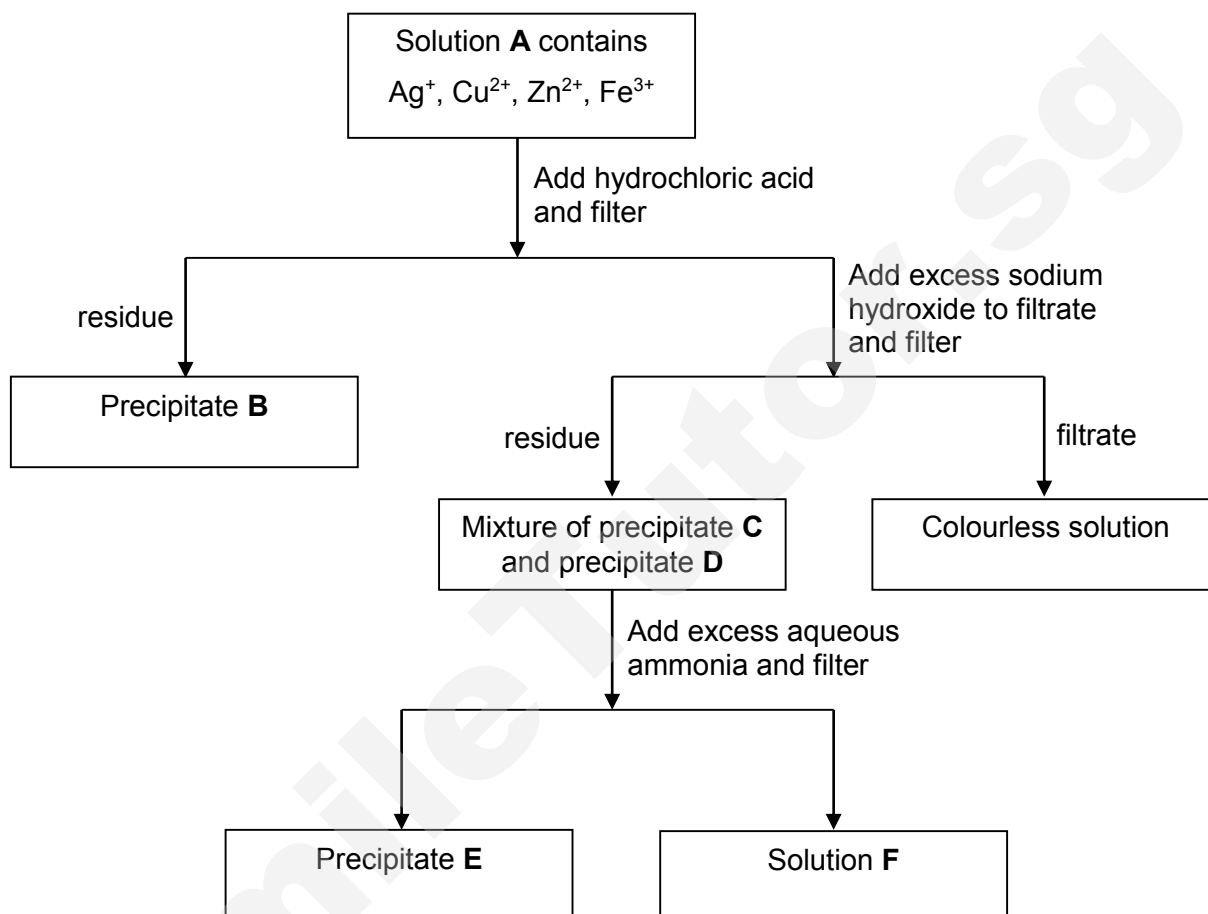 Solution A contains
Ag⁺, Cu²⁺, Zn²⁺, Fe³⁺
Add hydrochloric acid
and filter
residue
Add excess sodium
hydroxide to filtrate
and filter
Precipitate B
residue
filtrate
Mixture of precipitate C
and precipitate D
Colourless solution
Add excess aqueous
ammonia and filter
Precipitate E
Solution F
mileTutor.sg